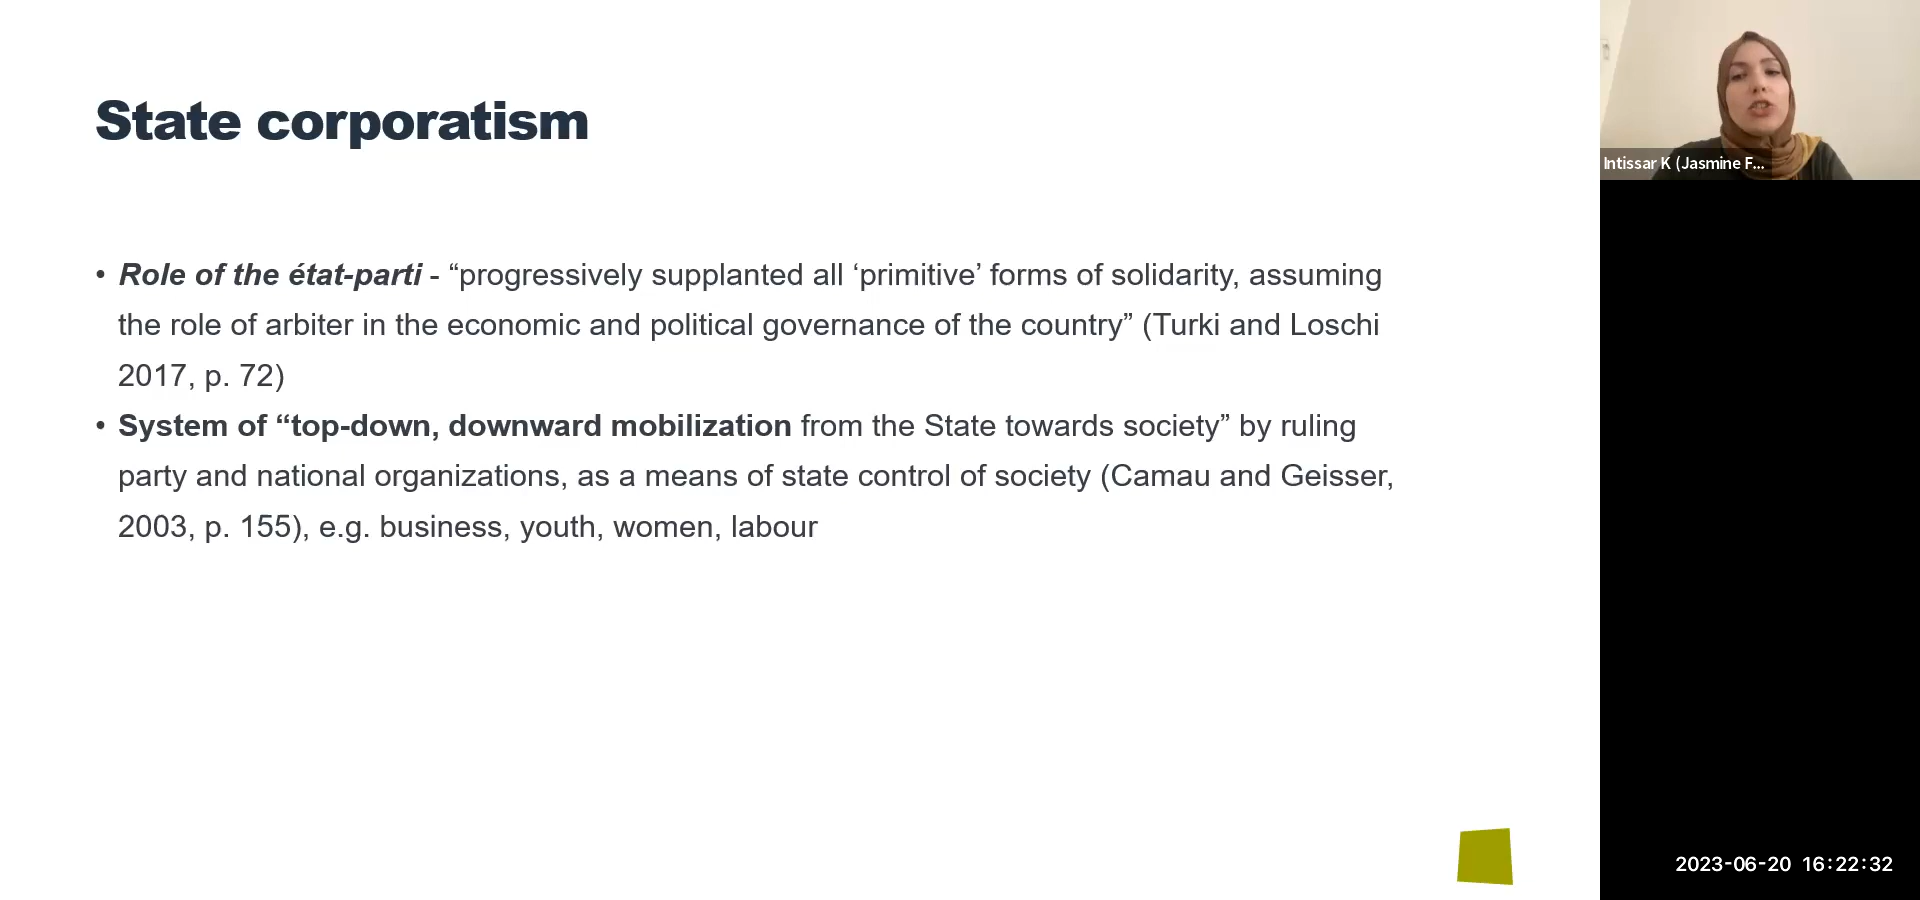 State corporatism
• Role of the état-parti - “progressively supplanted all ‘primitive’ forms of solidarity, assuming
the role of arbiter in the economic and political governance of the country” (Turki and Loschi
2017, p. 72)
• System of “top-down, downward mobilization from the State towards society” by ruling
party and national organizations, as a means of state control of society (Camau and Geisser,
2003, p. 155), e.g. business, youth, women, labour
Intissar K (Jasmine F...
2023-06-20 16:22:32